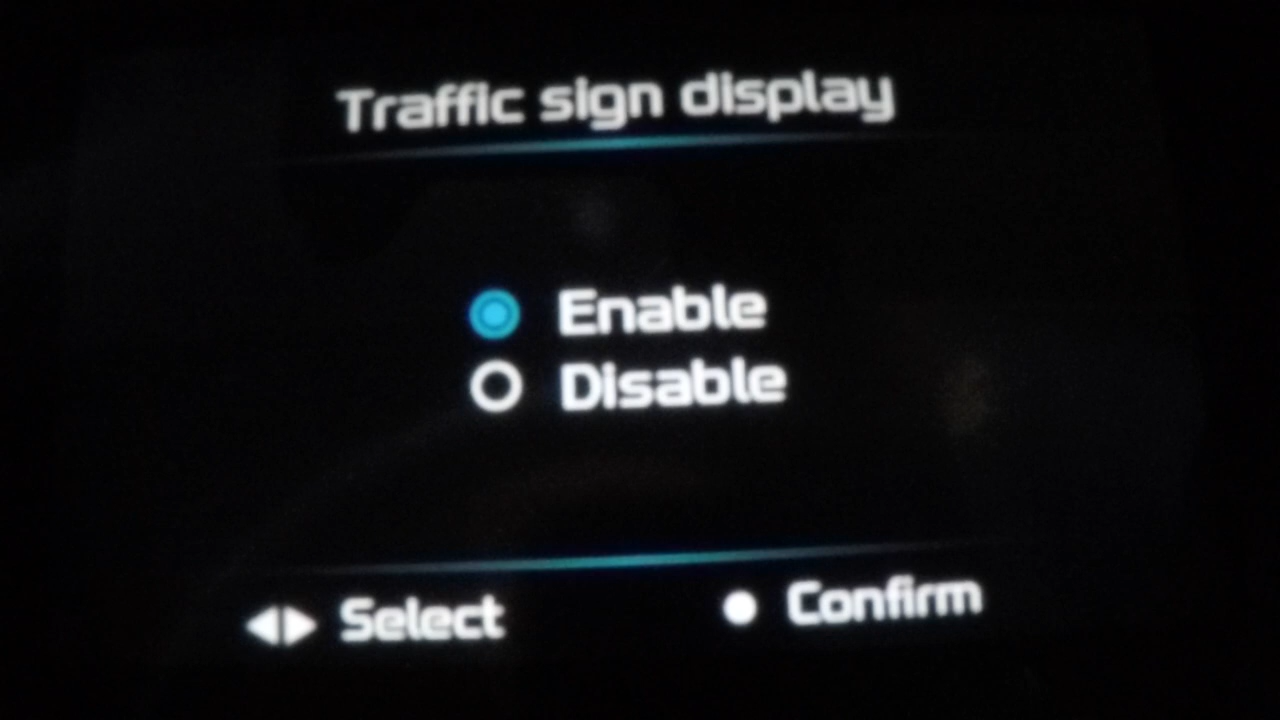 Traffic sign display
Enable
Disable
Select
Confirm